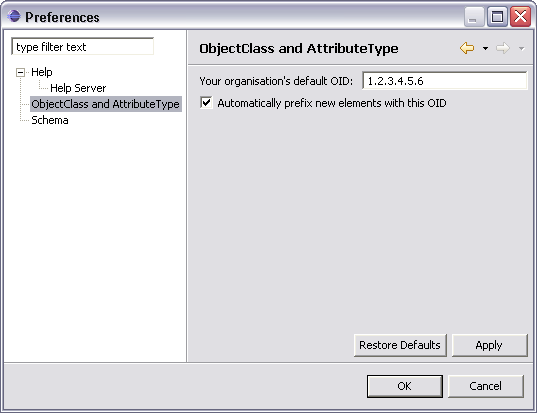 Preferences
type filter text
Help
Help Server
ObjectClass and AttributeType
Schema
ObjectClass and AttributeType
Your organisation's default OID: 1.2.3.4.5.6
Automatically prefix new elements with this OID
Restore Defaults Apply
OK Cancel